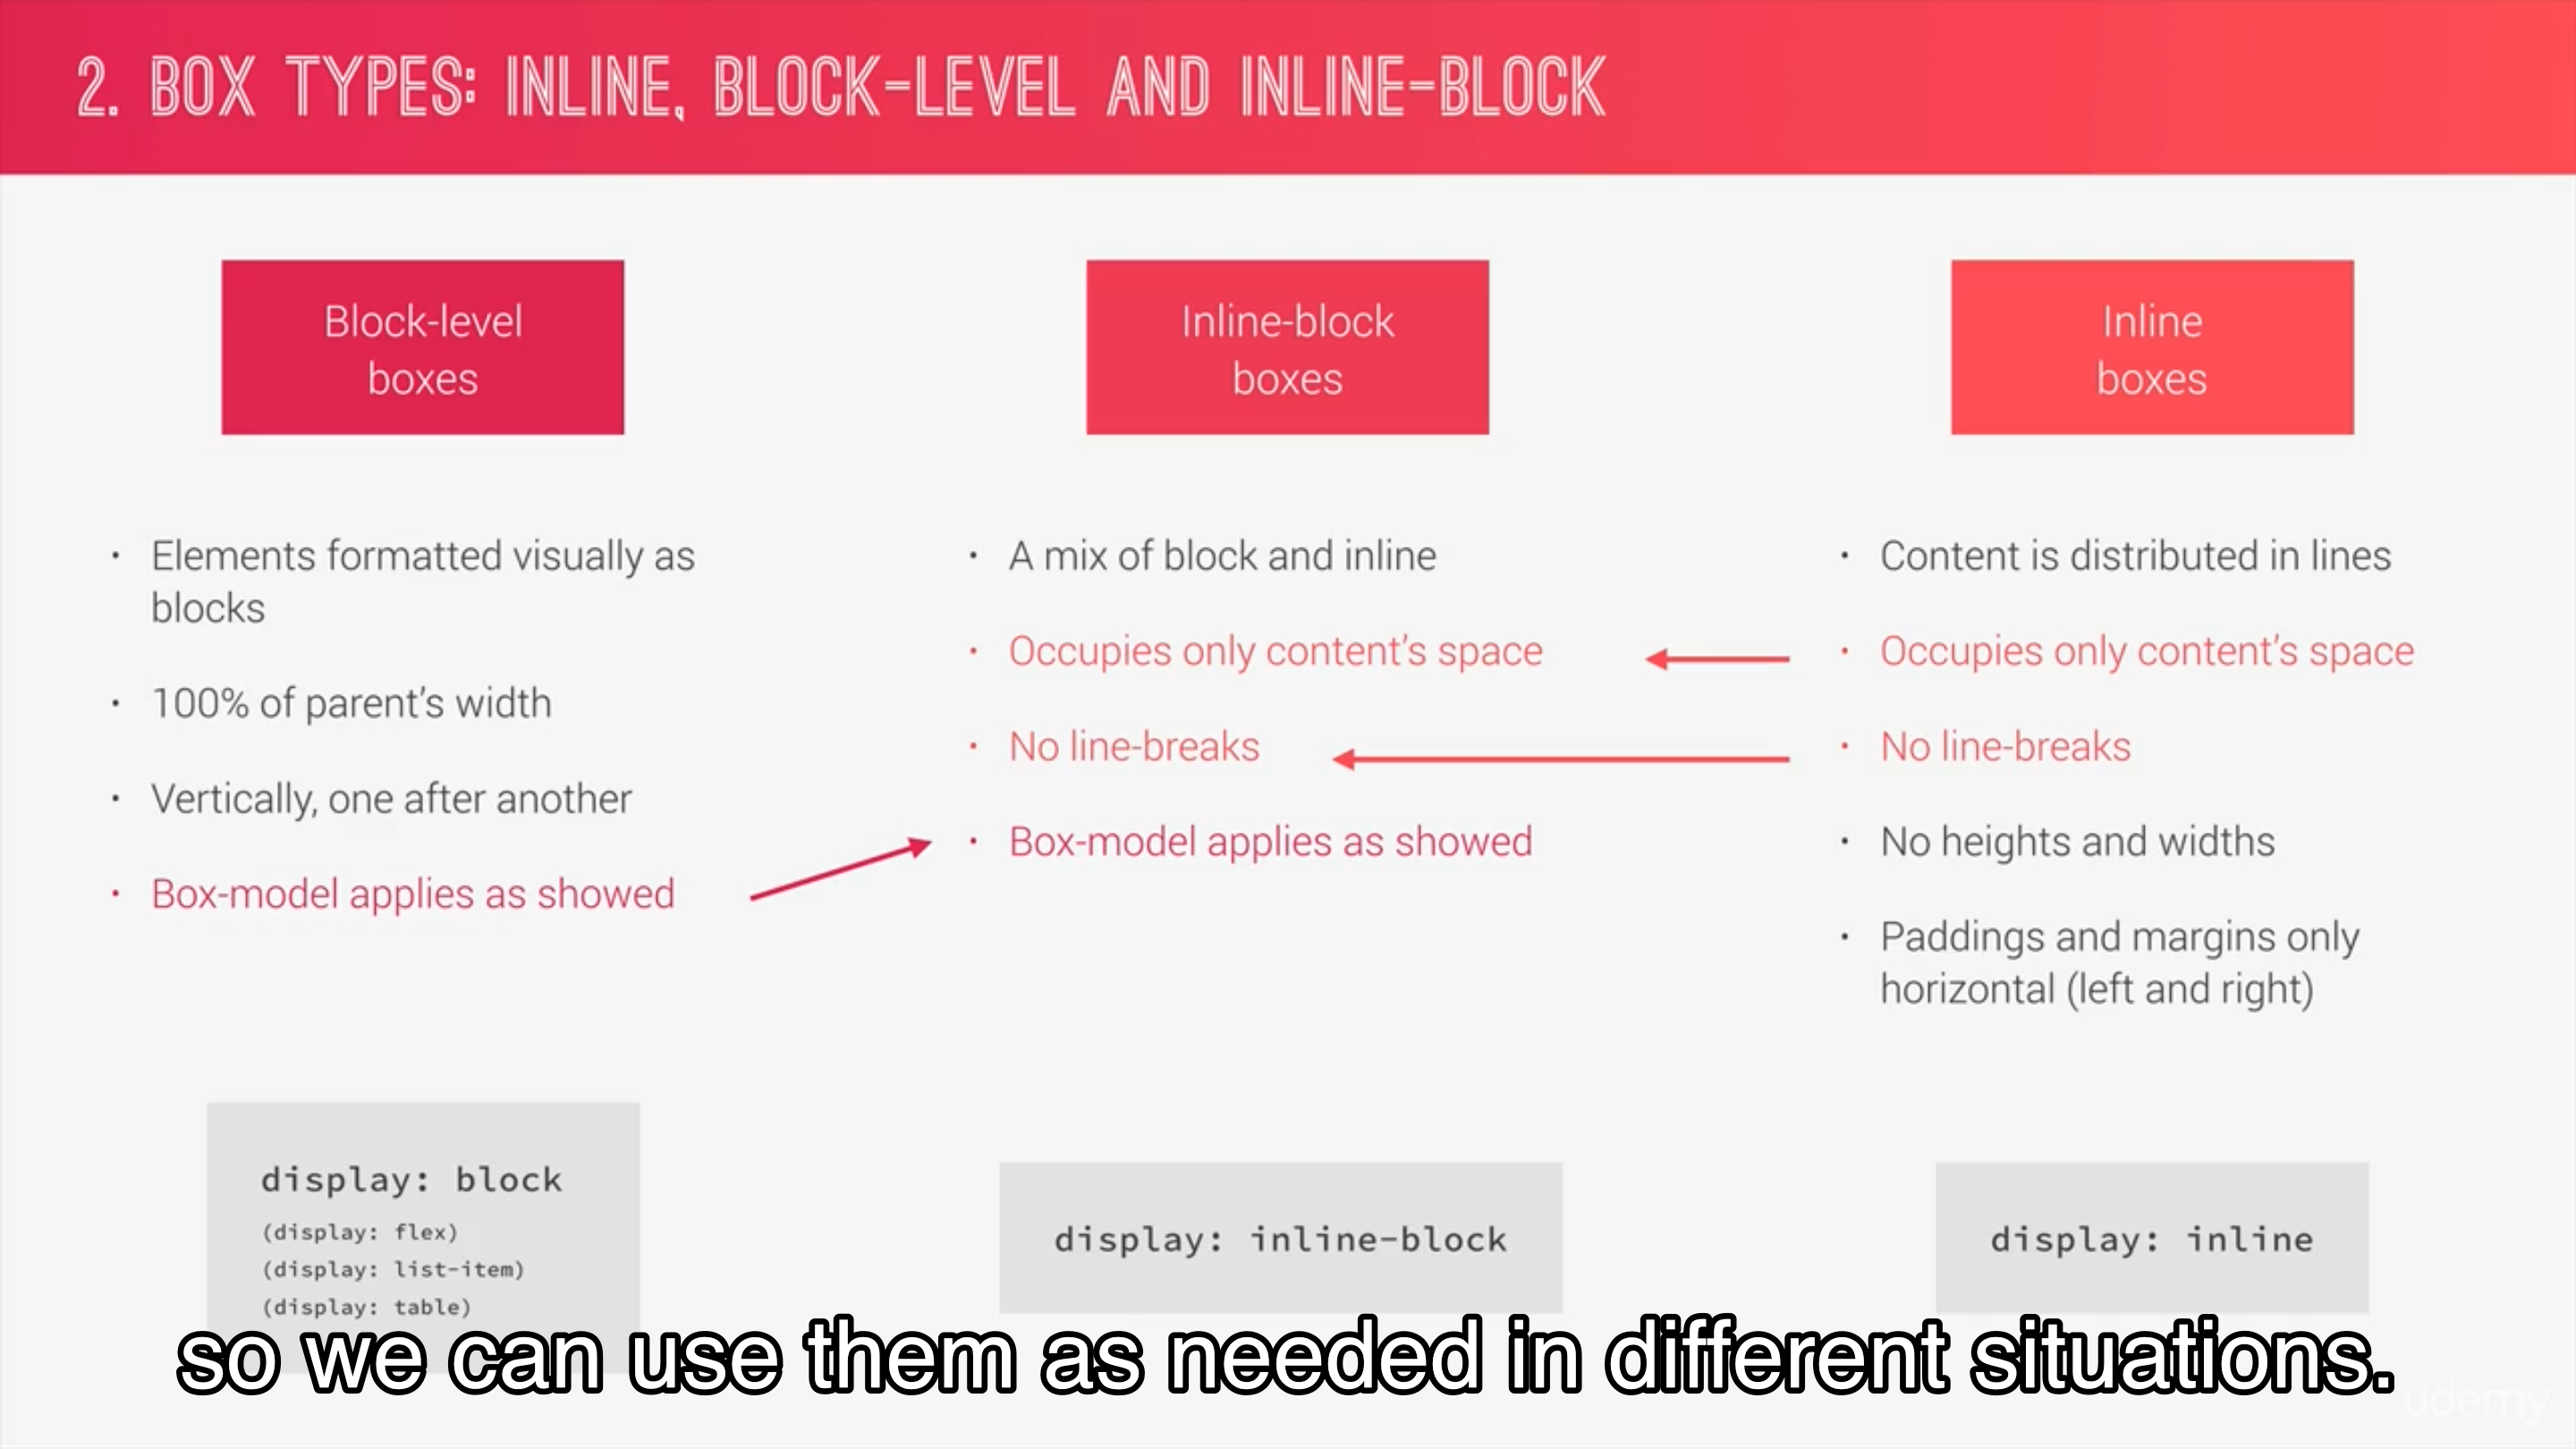 2. BOX TYPES: INLINE, BLOCK-LEVEL AND INLINE-BLOCK
Block-level
boxes
• Elements formatted visually as
blocks
• 100% of parent’s width
• Vertically, one after another
• Box-model applies as showed
display: block
(display: flex)
(display: list-item)
(display: table)
Inline-block
boxes
• A mix of block and inline
• Occupies only content’s space
• No line-breaks
• Box-model applies as showed
display: inline-block
Inline
boxes
• Content is distributed in lines
• Occupies only content’s space
• No line-breaks
• No heights and widths
• Paddings and margins only
horizontal (left and right)
display: inline
so we can use them as needed in different situations.
udemy